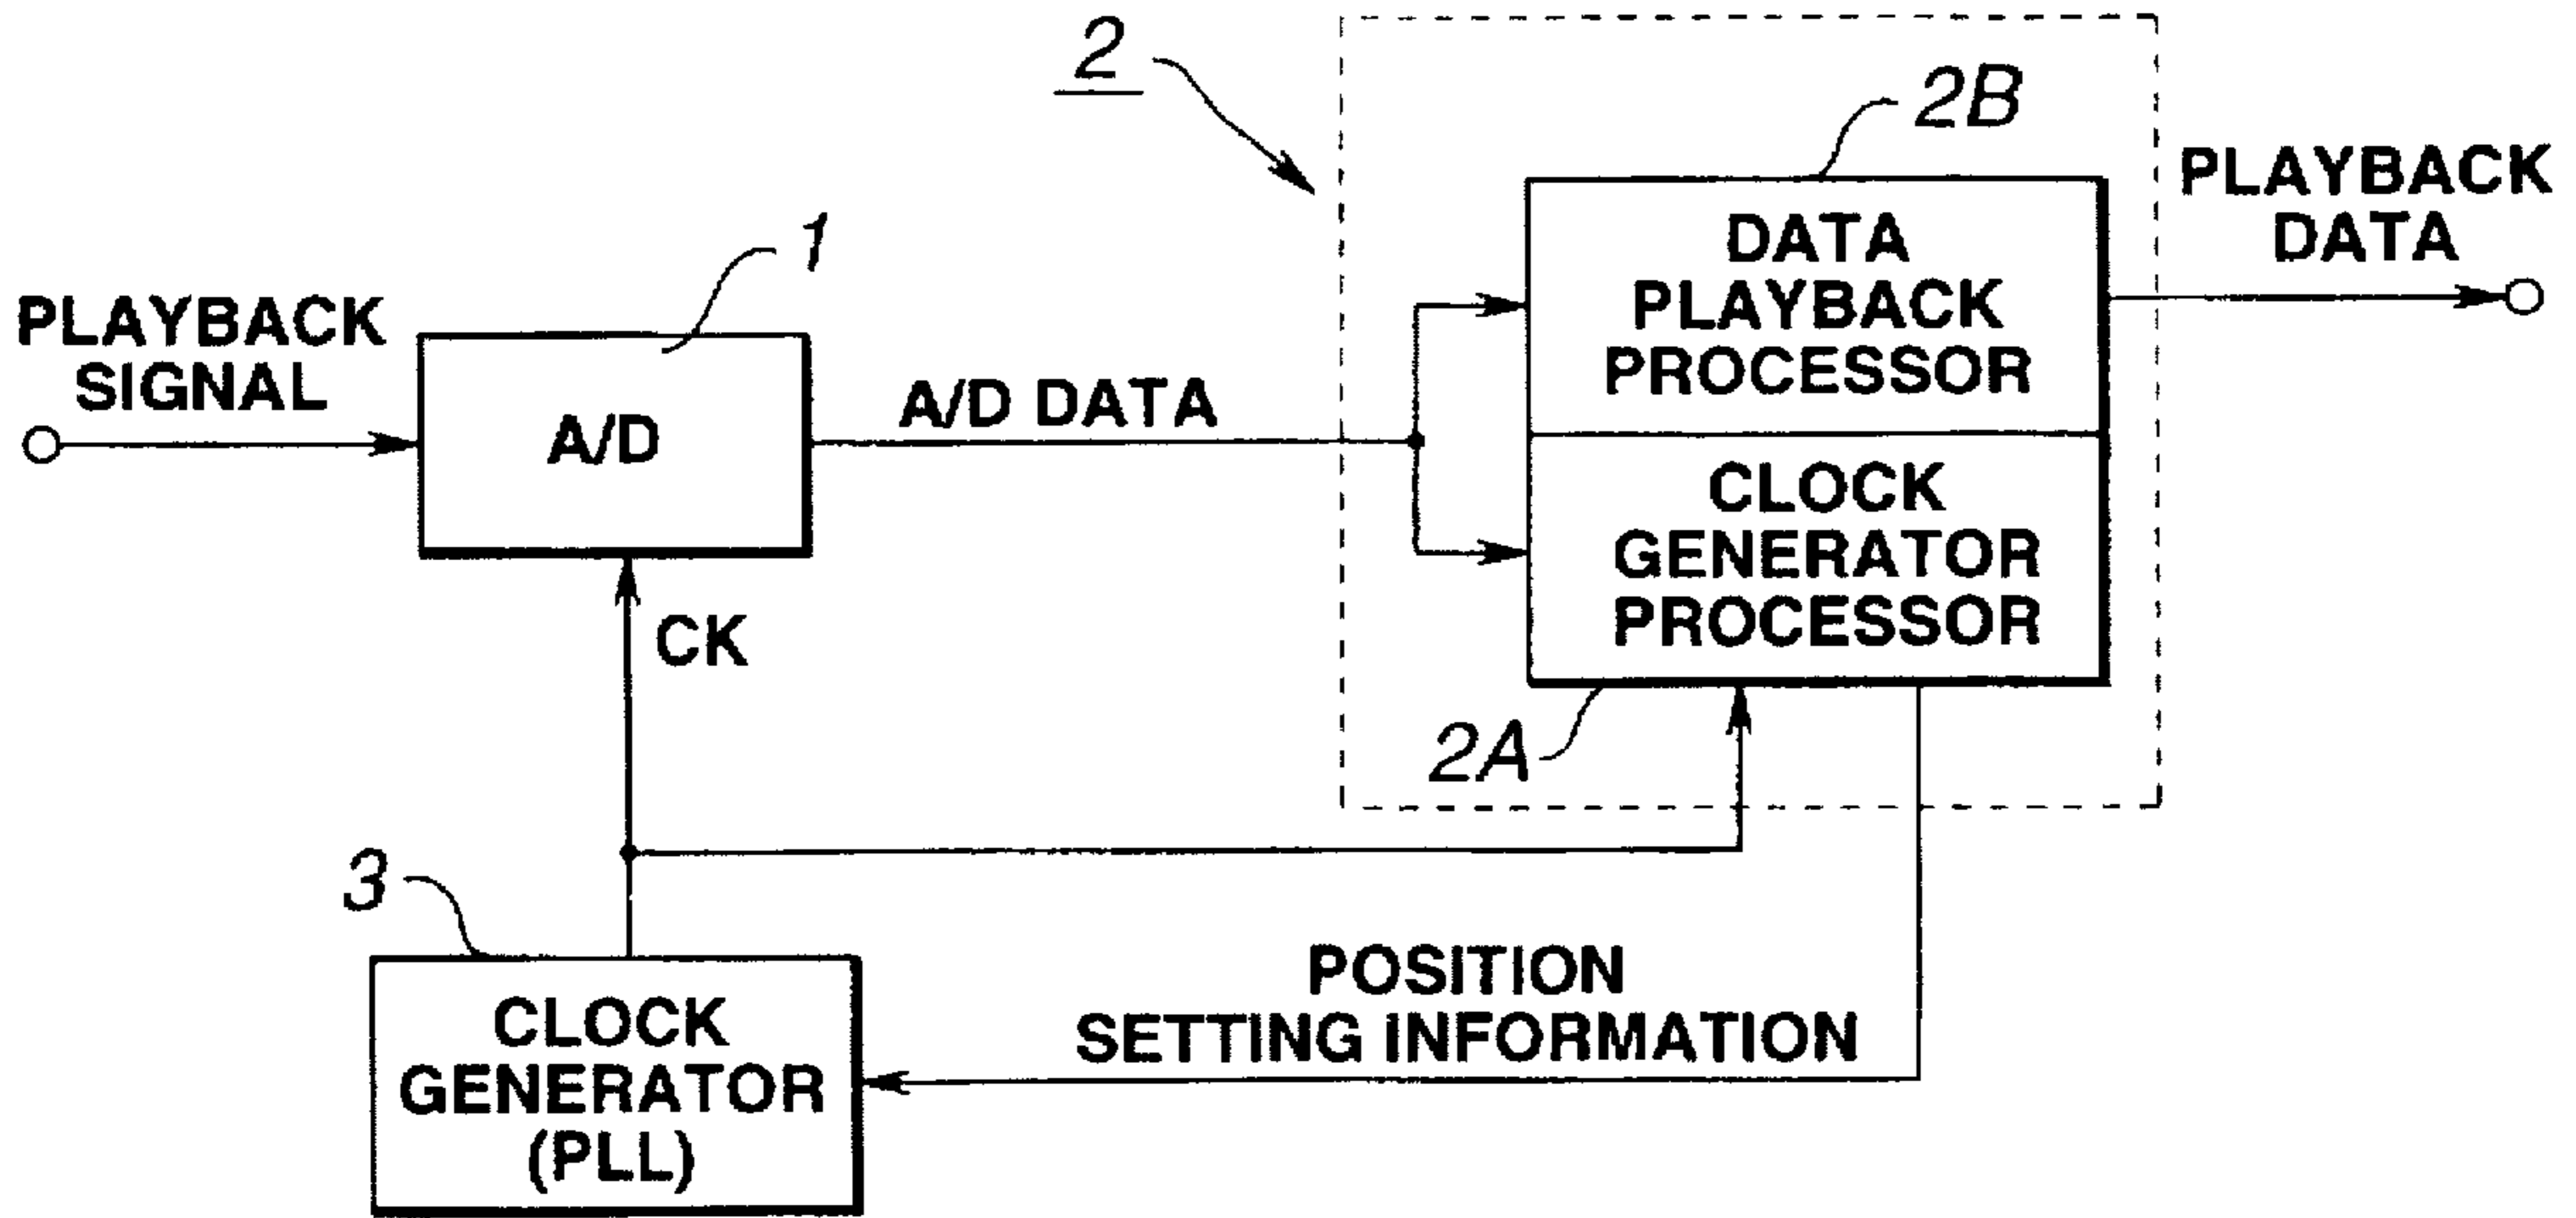 2
2B
PLAYBACK
DATA
DATA
PLAYBACK
PROCESSOR
1
PLAYBACK
SIGNAL
A/D
A/D DATA
CLOCK
GENERATOR
PROCESSOR
CK
2A
3
CLOCK
GENERATOR
(PLL)
POSITION
SETTING INFORMATION